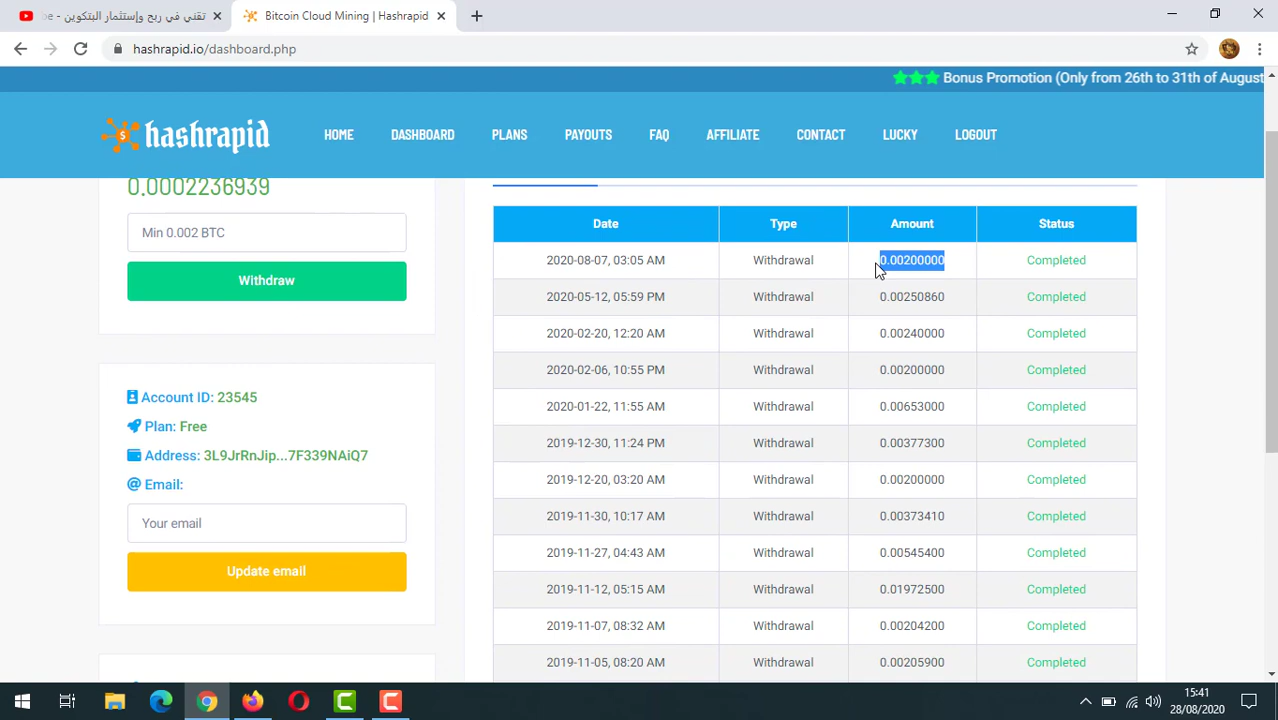 be - تقني في ربح وإستثمار البتكوين
Bitcoin Cloud Mining | Hashrapid
hashrapid.io/dashboard.php
Bonus Promotion (Only from 26th to 31th of August
hashrapid
HOME
DASHBOARD
PLANS
PAYOUTS
FAQ
AFFILIATE
CONTACT
LUCKY
LOGOUT
0.0002236939
Min 0.002 BTC
Withdraw
Account ID: 23545
Plan: Free
Address: 3L9JrRnJip...7F339NAiQ7
Email:
Your email
Update email
Date Type Amount Status
2020-08-07, 03:05 AM Withdrawal 0.00200000 Completed
2020-05-12, 05:59 PM Withdrawal 0.00250860 Completed
2020-02-20, 12:20 AM Withdrawal 0.00240000 Completed
2020-02-06, 10:55 PM Withdrawal 0.00200000 Completed
2020-01-22, 11:55 AM Withdrawal 0.00653000 Completed
2019-12-30, 11:24 PM Withdrawal 0.00377300 Completed
2019-12-20, 03:20 AM Withdrawal 0.00200000 Completed
2019-11-30, 10:17 AM Withdrawal 0.00373410 Completed
2019-11-27, 04:43 AM Withdrawal 0.00545400 Completed
2019-11-12, 05:15 AM Withdrawal 0.01972500 Completed
2019-11-07, 08:32 AM Withdrawal 0.00204200 Completed
2019-11-05, 08:20 AM Withdrawal 0.00205900 Completed
15:41
28/08/2020